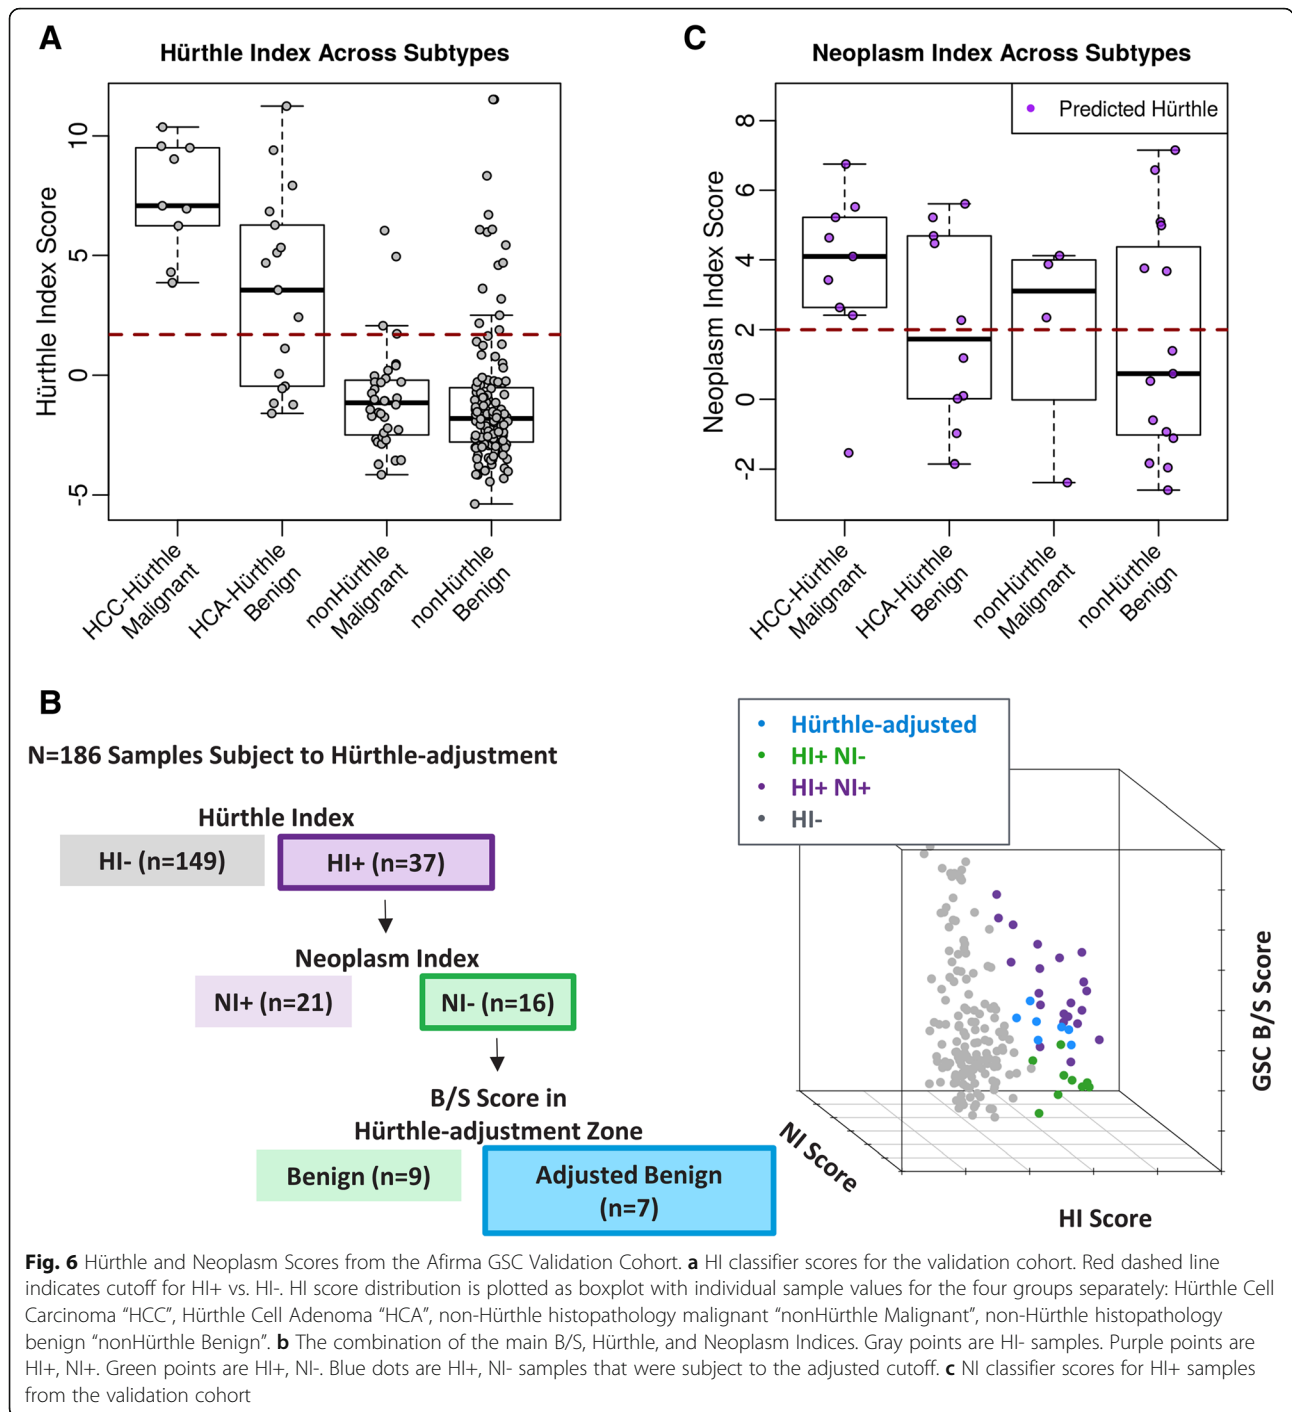 A
Hürthle Index Across Subtypes
Hürthle Index Score
10
5
0
-5
HCC-Hürthle
Malignant
HCA-Hürthle
Benign
nonHürthle
Malignant
nonHürthle
Benign
C
Neoplasm Index Across Subtypes
Predicted Hürthle
Neoplasm Index Score
8
6
4
2
0
-2
HCC-Hürthle
Malignant
HCA-Hürthle
Benign
nonHürthle
Malignant
nonHürthle
Benign
B
N=186 Samples Subject to Hürthle-adjustment
Hürthle Index
HI- (n=149)
HI+ (n=37)
Neoplasm Index
NI+ (n=21)
NI- (n=16)
B/S Score in
Hürthle-adjustment Zone
Benign (n=9)
Adjusted Benign
(n=7)
Hürthle-adjusted
HI+ NI-
HI+ NI+
HI-
GSC B/S Score
NI Score
HI Score
Fig. 6 Hürthle and Neoplasm Scores from the Afirma GSC Validation Cohort. a HI classifier scores for the validation cohort. Red dashed line
indicates cutoff for HI+ vs. HI-. HI score distribution is plotted as boxplot with individual sample values for the four groups separately: Hürthle Cell
Carcinoma “HCC”, Hürthle Cell Adenoma “HCA”, non-Hürthle histopathology malignant “nonHürthle Malignant”, non-Hürthle histopathology
benign “nonHürthle Benign”. b The combination of the main B/S, Hürthle, and Neoplasm Indices. Gray points are HI- samples. Purple points are
HI+, NI+. Green points are HI+, NI-. Blue dots are HI+, NI- samples that were subject to the adjusted cutoff. c NI classifier scores for HI+ samples
from the validation cohort